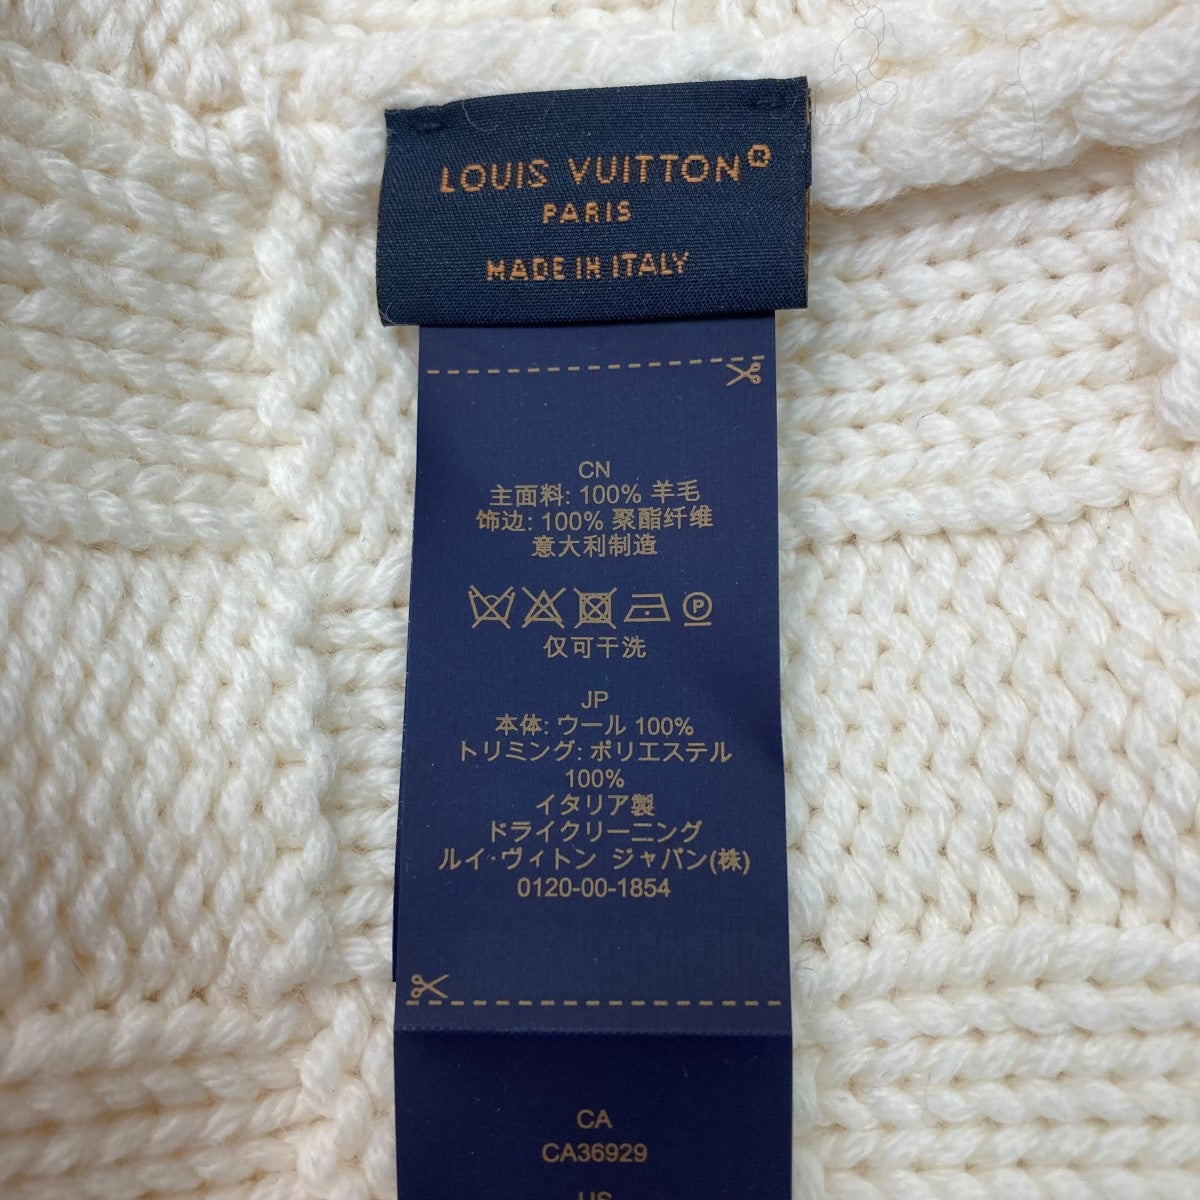 LOUIS VUITTON®
PARIS
MADE IN ITALY
CN
主面料: 100% 羊毛
饰边: 100% 聚酯纤维
意大利制造
P
仅可干洗
JP
本体: ウール 100%
トリミング: ポリエステル
100%
イタリア製
ドライクリーニング
ルイ・ヴィトン ジャパン(株)
0120-00-1854
CA
CA36929
US